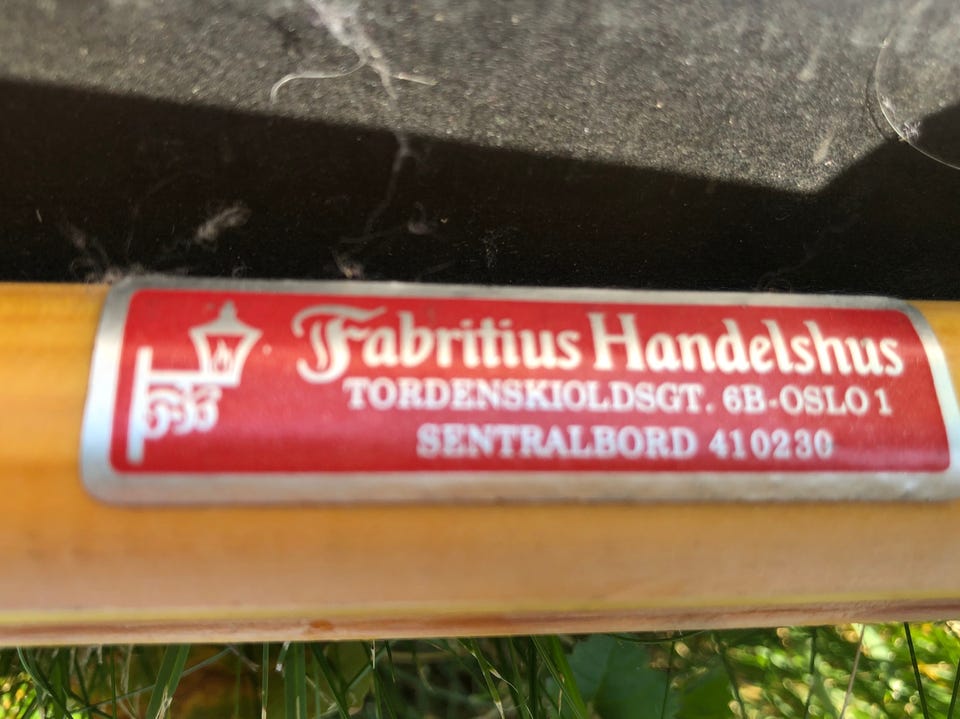 Fabritius Handelshus
TORDENSKIOLDSGT. 6B-OSLO 1
SENTRALBORD 410230